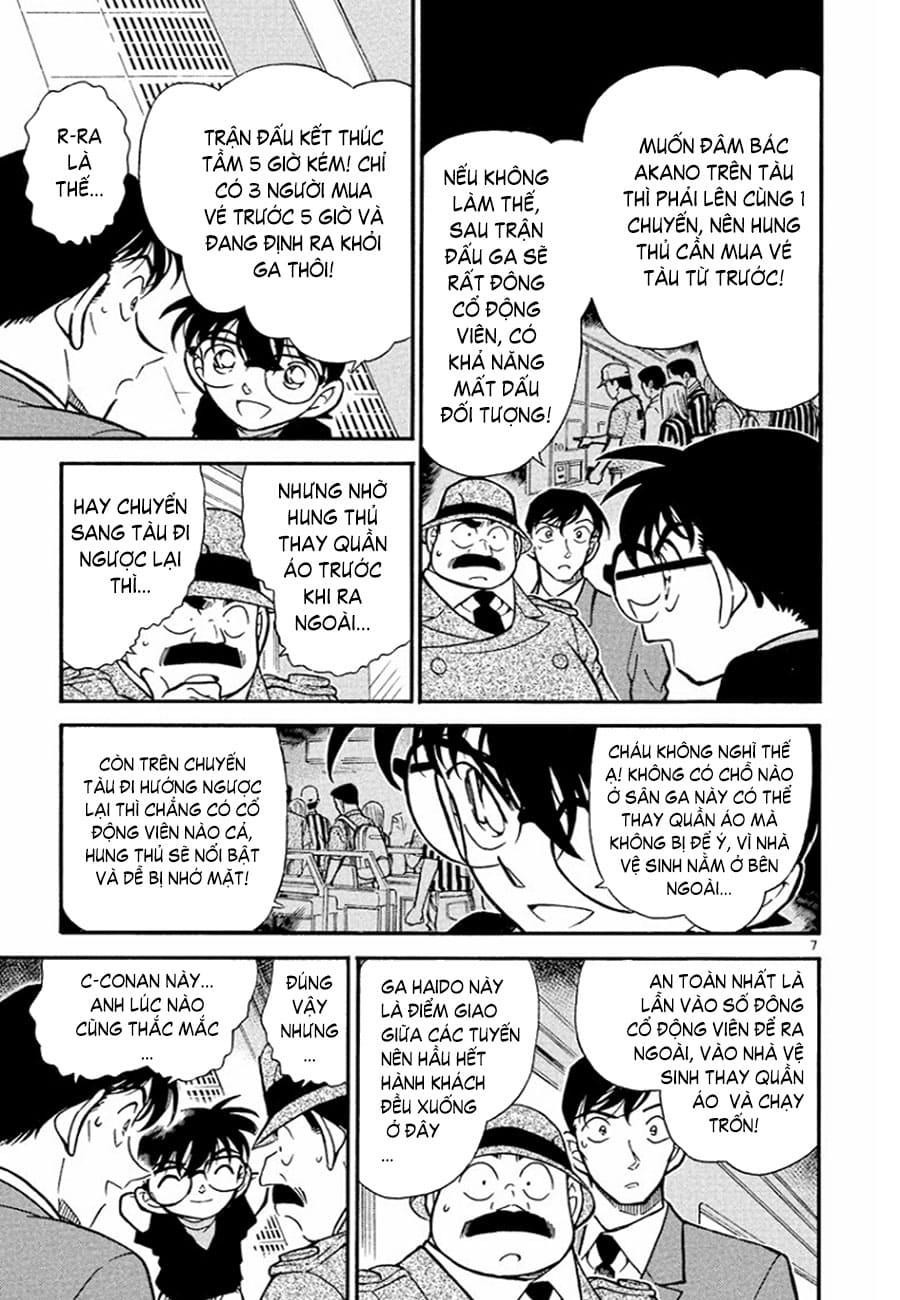 MUỐN ĐÂM BÁC
AKANO TRÊN TÀU
THÌ PHẢI LÊN CÙNG 1
CHUYẾN, NÊN HUNG
THỦ CẦN MUA VÉ
TÀU TỪ TRƯỚC!
NẾU KHÔNG
LÀM THẾ,
SAU TRẬN
ĐẤU GA SẼ
RẤT ĐÔNG
CỔ ĐỘNG
VIÊN, CÓ
KHẢ NĂNG
MẤT DẤU
ĐỐI TƯỢNG!
TRẬN ĐẤU KẾT THÚC
TẦM 5 GIỜ KÉM! CHỈ
CÓ 3 NGƯỜI MUA
VÉ TRƯỚC 5 GIỜ VÀ
ĐANG ĐỊNH RA KHỎI
GA THÔI!
R-RA
LÀ
THẾ...
NHƯNG NHỠ
HUNG THỦ
THAY QUẦN
ÁO TRƯỚC
KHI RA
NGOÀI...
HAY CHUYỂN
SANG TÀU ĐI
NGƯỢC LẠI
THÌ...
CHÁU KHÔNG NGHĨ THẾ
Ạ! KHÔNG CÓ CHỖ NÀO
Ở SÂN GA NÀY CÓ THỂ
THAY QUẦN ÁO MÀ
KHÔNG BỊ ĐỂ Ý, VÌ NHÀ
VỆ SINH NẰM Ở BÊN
NGOÀI...
CÒN TRÊN CHUYẾN
TÀU ĐI HƯỚNG NGƯỢC
LẠI THÌ CHẲNG CÓ CỔ
ĐỘNG VIÊN NÀO CẢ,
HUNG THỦ SẼ NỔI BẬT
VÀ DỄ BỊ NHỚ MẶT!
7
AN TOÀN NHẤT LÀ
LẨN VÀO SỐ ĐÔNG
CỔ ĐỘNG VIÊN ĐỂ RA
NGOÀI, VÀO NHÀ VỆ
SINH THAY QUẦN
ÁO VÀ CHẠY
TRỐN!
GA HAIDO NÀY
LÀ ĐIỂM GIAO
GIỮA CÁC TUYẾN
NÊN HẦU HẾT
HÀNH KHÁCH
ĐỀU XUỐNG
Ở ĐÂY
...
ĐÚNG
VẬY
NHƯNG
...
C-CONAN NÀY...
ANH LÚC NÀO
CŨNG THẮC MẮC
...